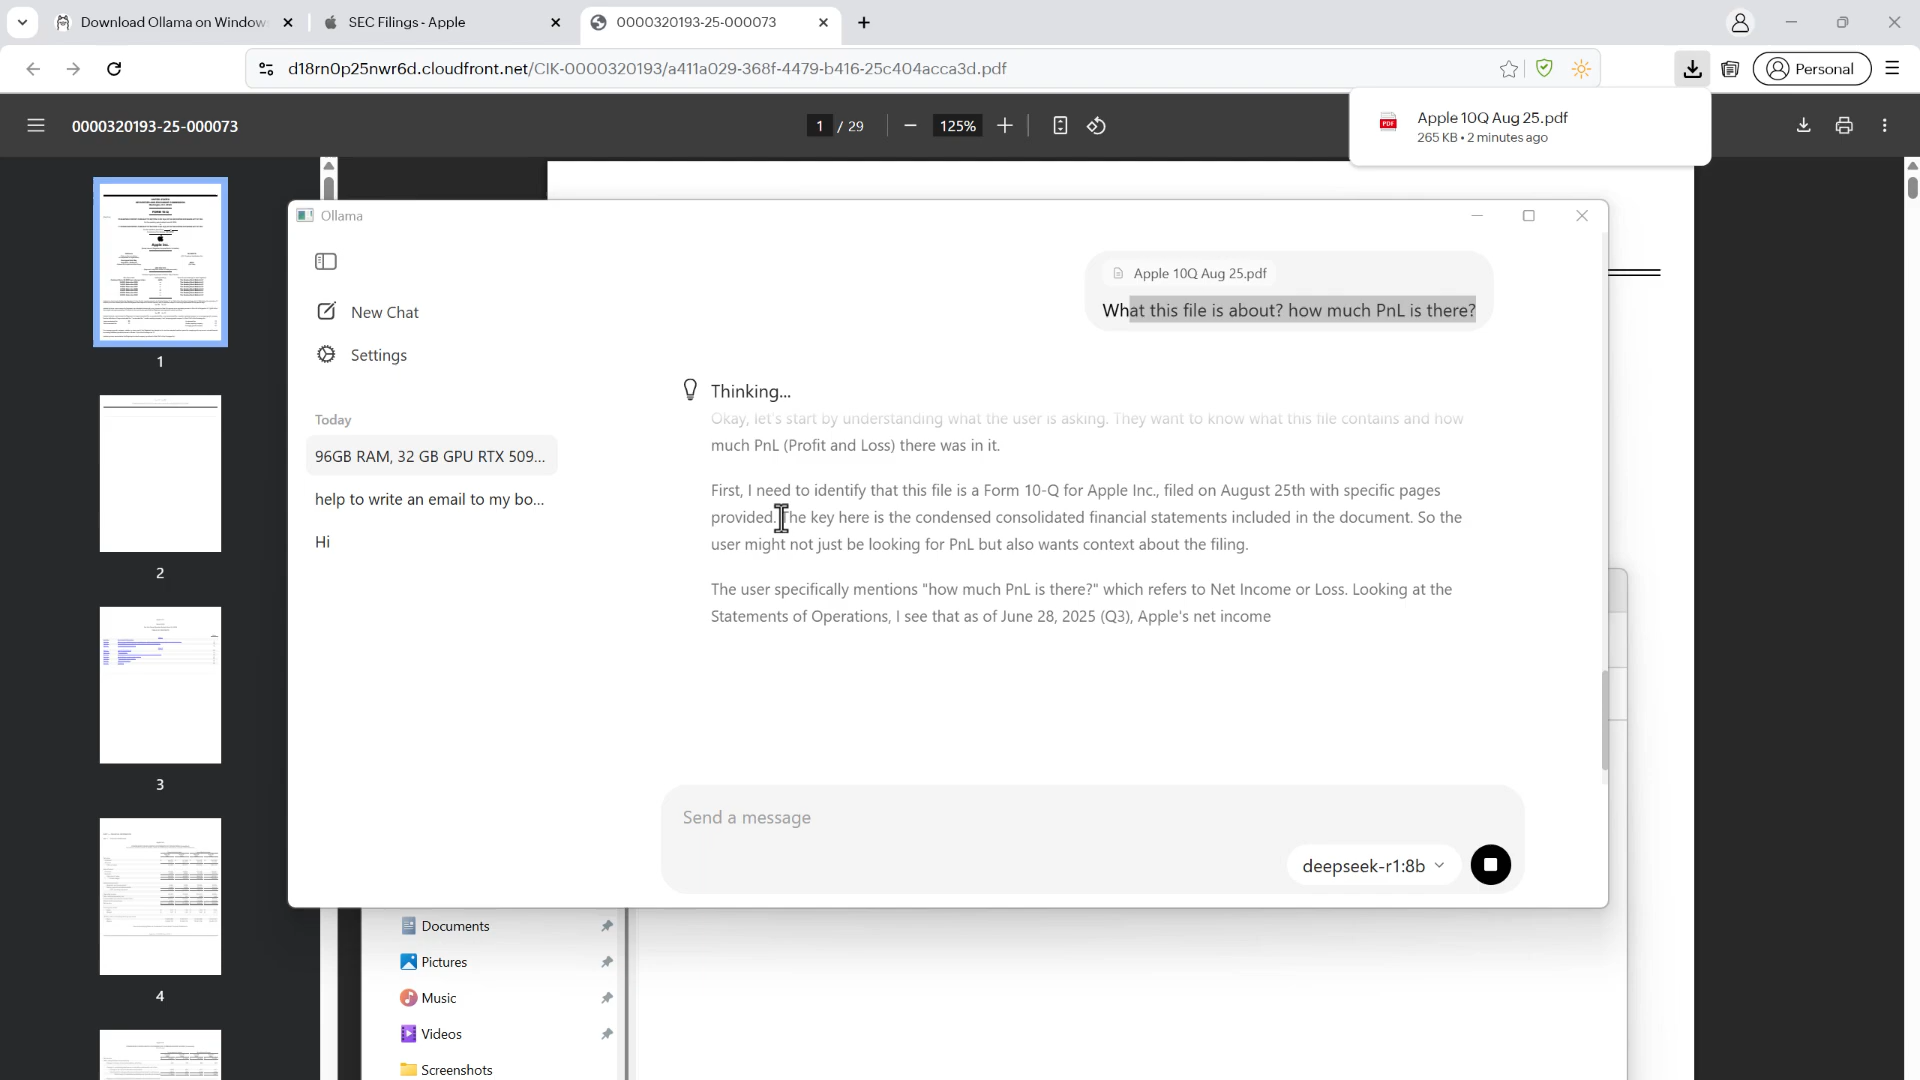 Download Ollama on Window
SEC Filings - Apple
0000320193-25-000073
d18rn0p25nwr6d.cloudfront.net/CIK-0000320193/a411a029-368f-4479-b416-25c404acca3d.pdf
Personal
0000320193-25-000073
1 / 29
125%
Apple 10Q Aug 25.pdf
265 KB • 2 minutes ago
PDF
Ollama
New Chat
Settings
Today
96GB RAM, 32 GB GPU RTX 509...
help to write an email to my bo...
Hi
Apple 10Q Aug 25.pdf
What this file is about? how much PnL is there?
Thinking...
Okay, let's start by understanding what the user is asking. They want to know what this file contains and how
much PnL (Profit and Loss) there was in it.
First, I need to identify that this file is a Form 10-Q for Apple Inc., filed on August 25th with specific pages
provided. The key here is the condensed consolidated financial statements included in the document. So the
user might not just be looking for PnL but also wants context about the filing.
The user specifically mentions "how much PnL is there?" which refers to Net Income or Loss. Looking at the
Statements of Operations, I see that as of June 28, 2025 (Q3), Apple's net income
Send a message
deepseek-r1:8b
1
2
3
4
Documents
Pictures
Music
Videos
Screenshots